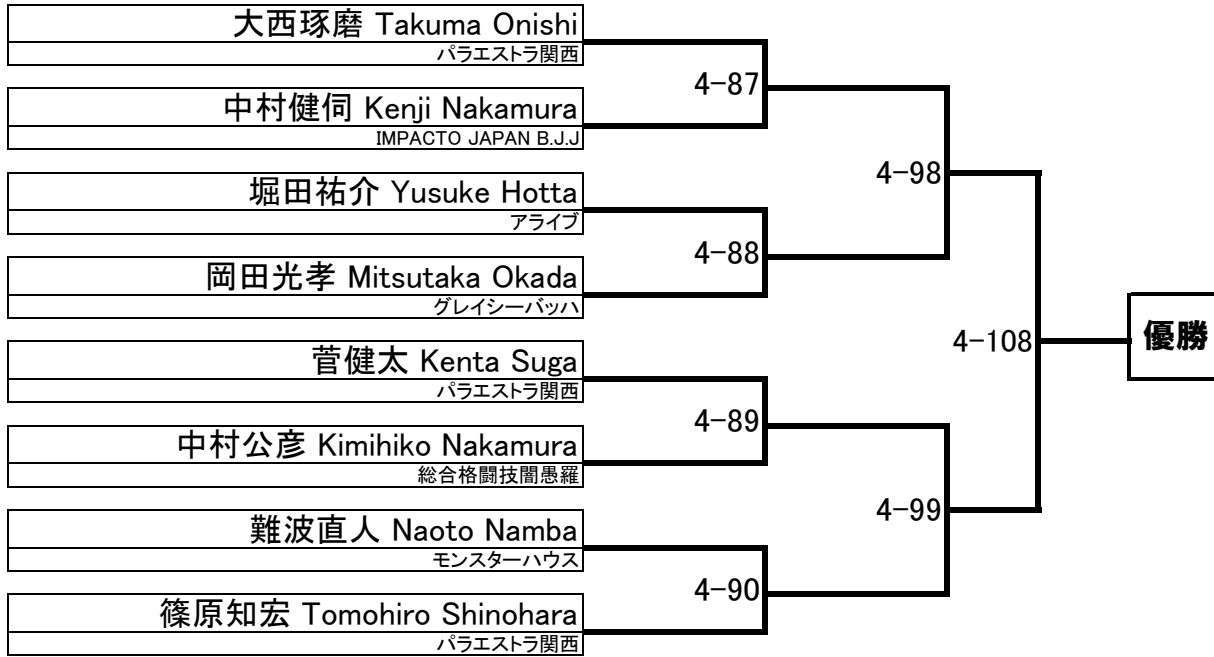 大西琢磨 Takuma Onishi
パラエストラ関西
4-87
中村健伺 Kenji Nakamura
IMPACTO JAPAN B.J.J
4-98
堀田祐介 Yusuke Hotta
アライブ
4-88
岡田光孝 Mitsutaka Okada
グレイシーバッハ
4-108
優勝
菅健太 Kenta Suga
パラエストラ関西
4-89
中村公彦 Kimihiko Nakamura
総合格闘技闇愚羅
4-99
難波直人 Naoto Namba
モンスターハウス
4-90
篠原知宏 Tomohiro Shinohara
パラエストラ関西